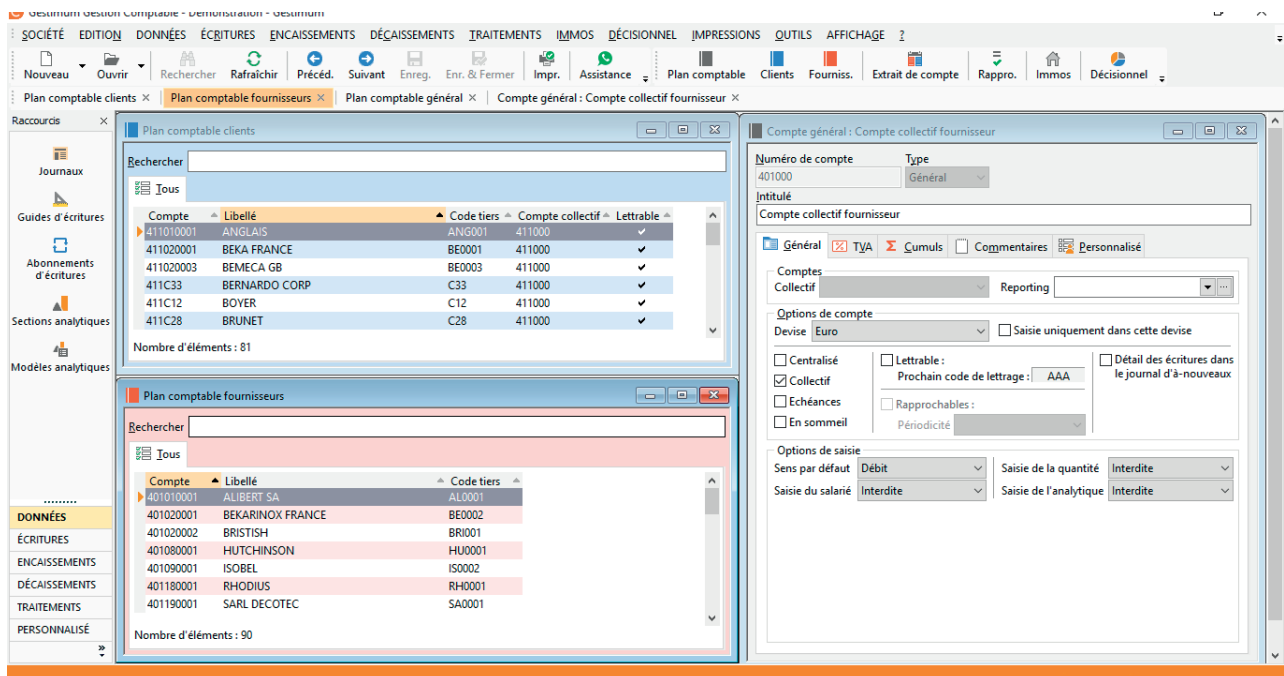 Gestimum Gestion Comptable - Démonstration - Gestimum
SOCIÉTÉ EDITION DONNÉES ÉCRITURES ENCAISSEMENTS DÉCAISSEMENTS TRAITEMENTS IMMOS DÉCISIONNEL IMPRESSIONS OUTILS AFFICHAGE ?
Nouveau Ouvrir Rechercher Rafraîchir Précéd. Suivant Enreg. Enr. & Fermer Impr. Assistance Plan comptable Clients Fourniss. Extrait de compte Rappro. Immos Décisionnel
Plan comptable clients × Plan comptable fournisseurs × Plan comptable général × Compte général : Compte collectif fournisseur ×
Raccourcis ×
Journaux
Guides d'écritures
Abonnements
d'écritures
Sections analytiques
Modèles analytiques
DONNÉES
ÉCRITURES
ENCAISSEMENTS
DÉCAISSEMENTS
TRAITEMENTS
PERSONNALISÉ
Plan comptable clients
Rechercher
Tous
Compte Libellé Code tiers Compte collectif Lettrable
411010001 ANGLAIS ANG001 411000 ✓
411020001 BEKA FRANCE BE0001 411000 ✓
411020003 BEMECA GB BE0003 411000 ✓
411C33 BERNARDO CORP C33 411000 ✓
411C12 BOYER C12 411000 ✓
411C28 BRUNET C28 411000 ✓
Nombre d'éléments : 81
Plan comptable fournisseurs
Rechercher
Tous
Compte Libellé Code tiers
401010001 ALIBERT SA AL0001
401020001 BEKARINOX FRANCE BE0002
401020002 BRISTISH BRI001
401080001 HUTCHINSON HU0001
401090001 ISOBEL IS0002
401180001 RHODIUS RH0001
401190001 SARL DECOTEC SA0001
Nombre d'éléments : 90
Compte général : Compte collectif fournisseur
Numéro de compte Type
401000 Général
Intitulé
Compte collectif fournisseur
Général TVA Cumuls Commentaires Personnalisé
Comptes
Collectif Reporting
Options de compte
Devise Euro Saisie uniquement dans cette devise
Centralisé
Collectif
Echéances
En sommeil
Lettrable :
Prochain code de lettrage : AAA
Rapprochables :
Périodicité
Détail des écritures dans
le journal d'à-nouveaux
Options de saisie
Sens par défaut Débit Saisie de la quantité Interdite
Saisie du salarié Interdite Saisie de l'analytique Interdite